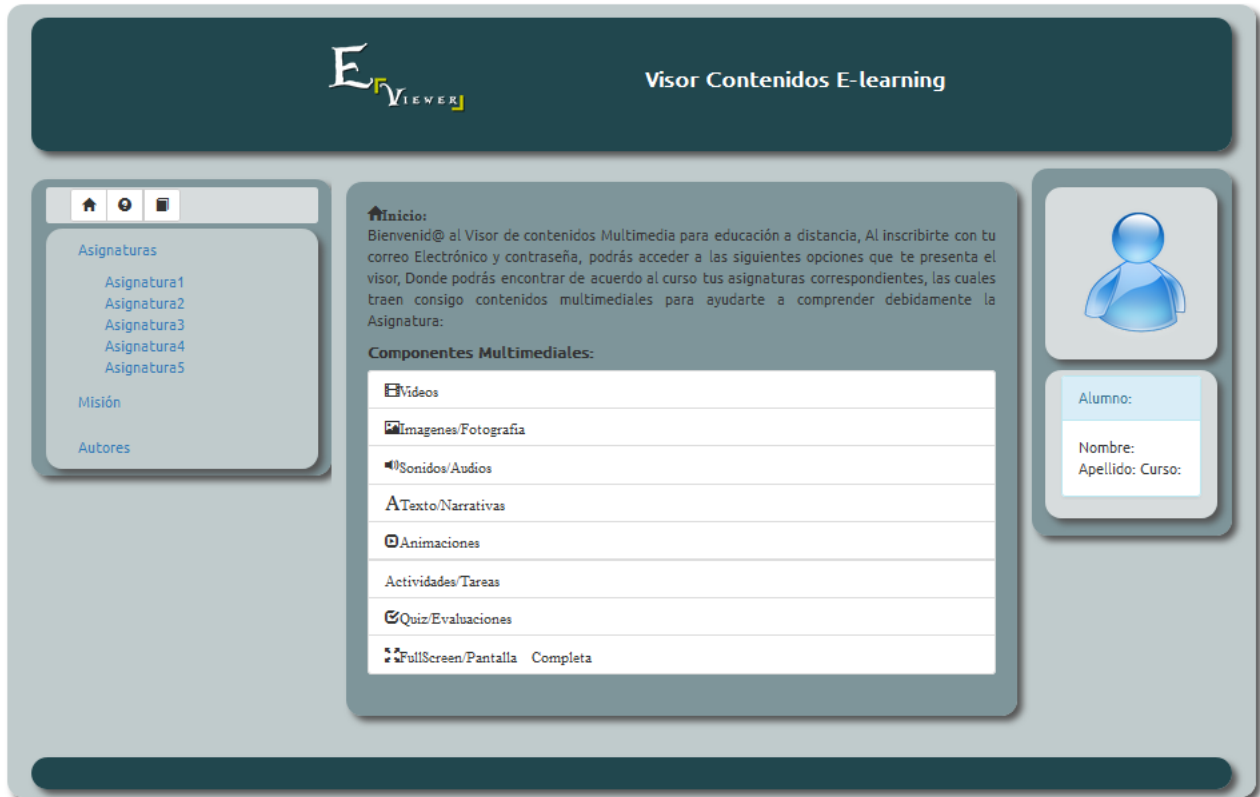 E
VIEWER
Visor Contenidos E-learning
Asignaturas
Asignatura1
Asignatura2
Asignatura3
Asignatura4
Asignatura5
Misión
Autores
Inicio:
Bienvenid@ al Visor de contenidos Multimedia para educación a distancia, Al inscribirte con tu
correo Electrónico y contraseña, podrás acceder a las siguientes opciones que te presenta el
visor, Donde podrás encontrar de acuerdo al curso tus asignaturas correspondientes, las cuales
traen consigo contenidos multimediales para ayudarte a comprender debidamente la
Asignatura:
Componentes Multimediales:
Videos
Imagenes/Fotografia
Sonidos/Audios
Texto/Narrativas
Animaciones
Actividades/Tareas
Quiz/Evaluaciones
FullScreen/Pantalla Completa
Alumno:
Nombre:
Apellido: Curso: